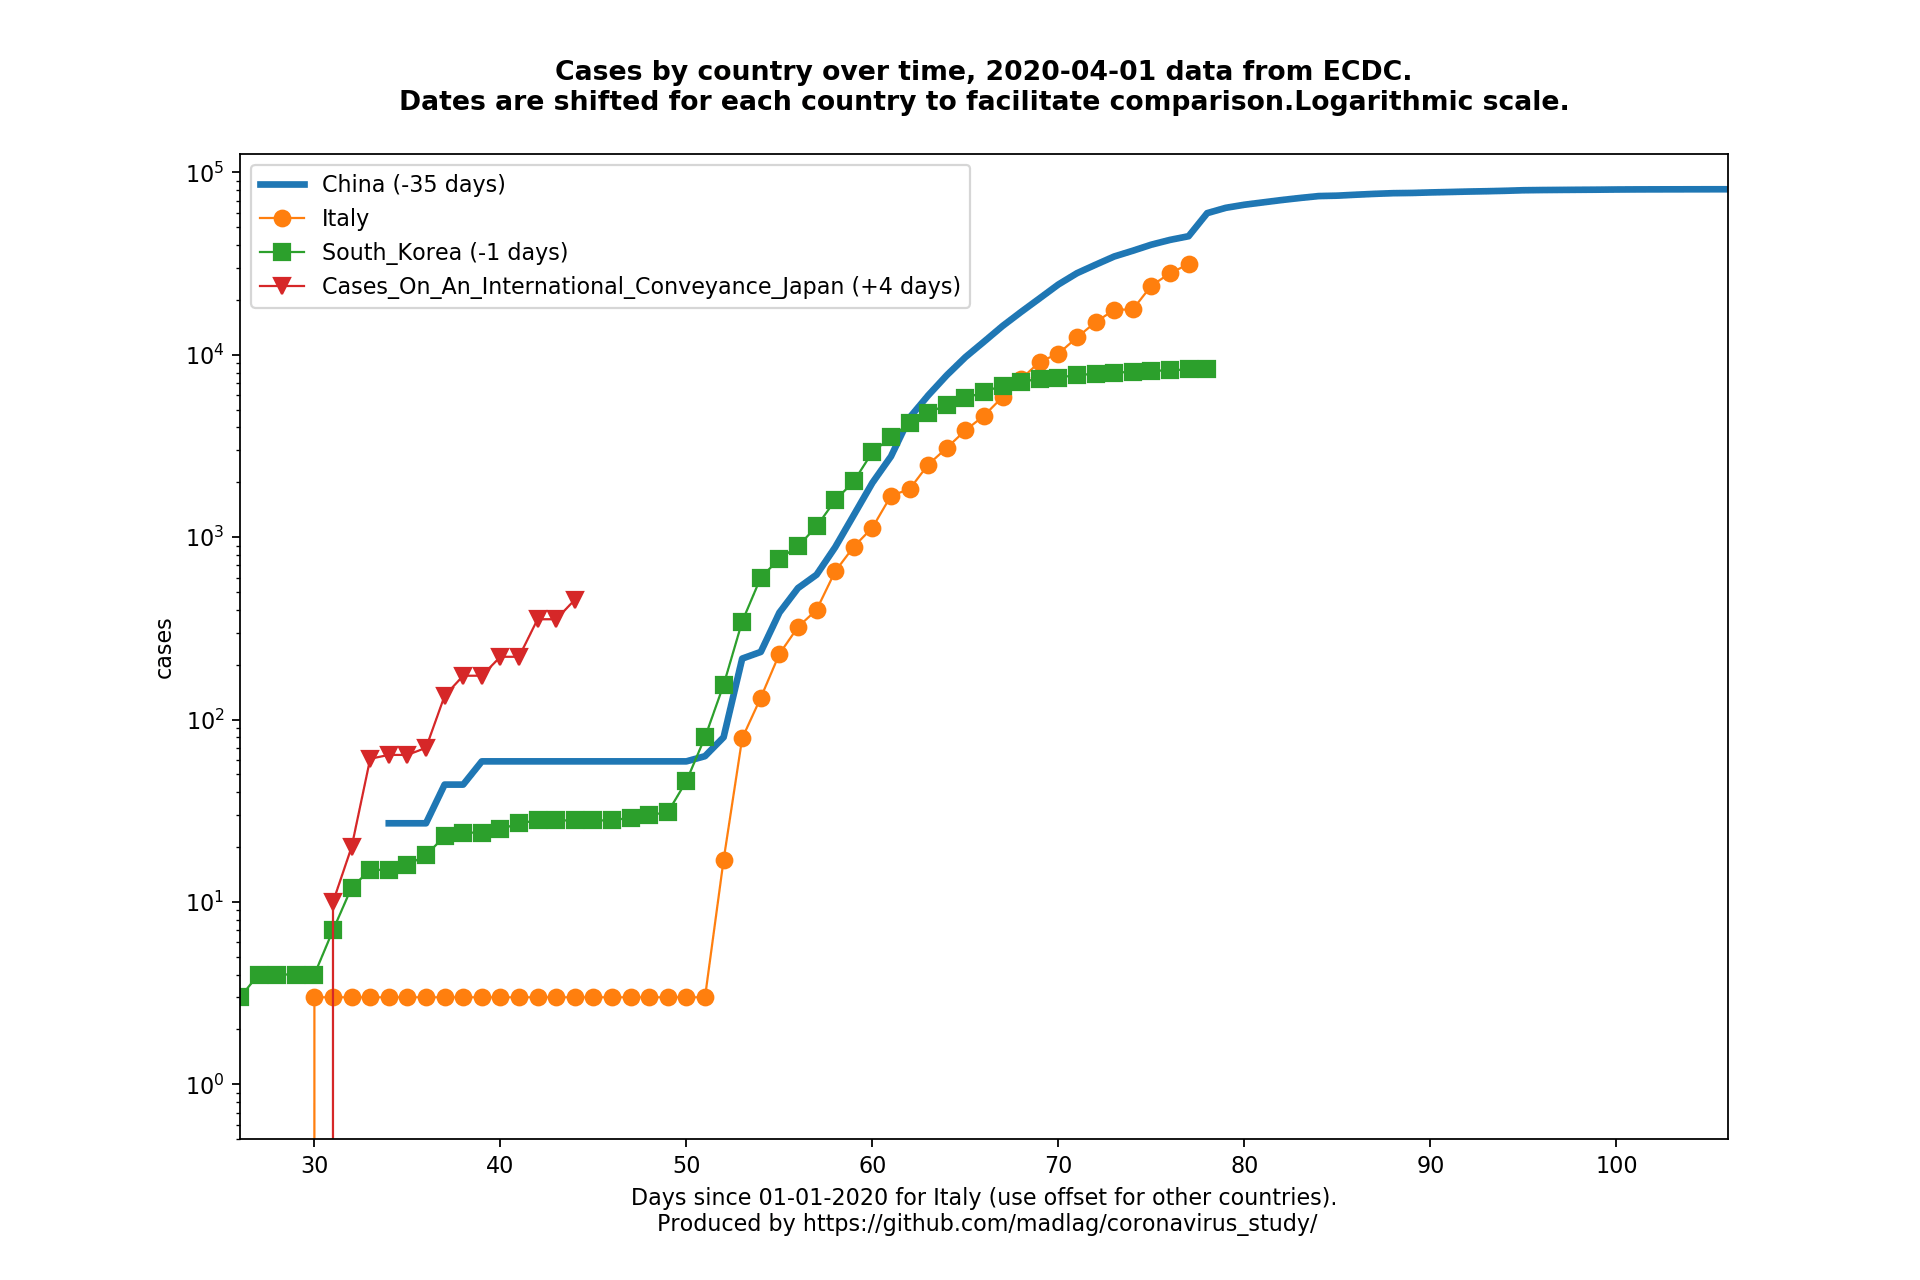 Cases by country over time, 2020-04-01 data from ECDC.
Dates are shifted for each country to facilitate comparison.Logarithmic scale.
10⁵
10⁴
10³
10²
10¹
10⁰
cases
China (-35 days)
Italy
South_Korea (-1 days)
Cases_On_An_International_Conveyance_Japan (+4 days)
30 40 50 60 70 80 90 100
Days since 01-01-2020 for Italy (use offset for other countries).
Produced by https://github.com/madlag/coronavirus_study/